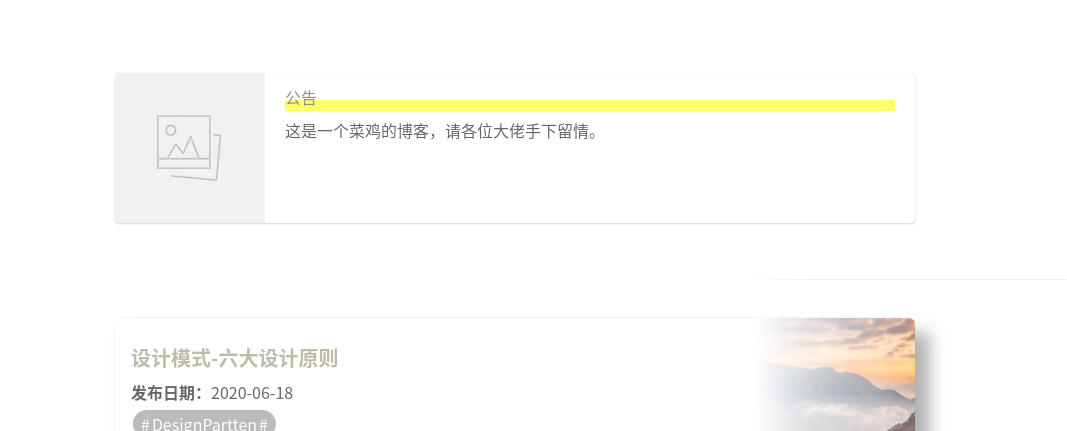 公告
这是一个菜鸡的博客，请各位大佬手下留情。
设计模式-六大设计原则
发布日期：2020-06-18
#DesignPartten#